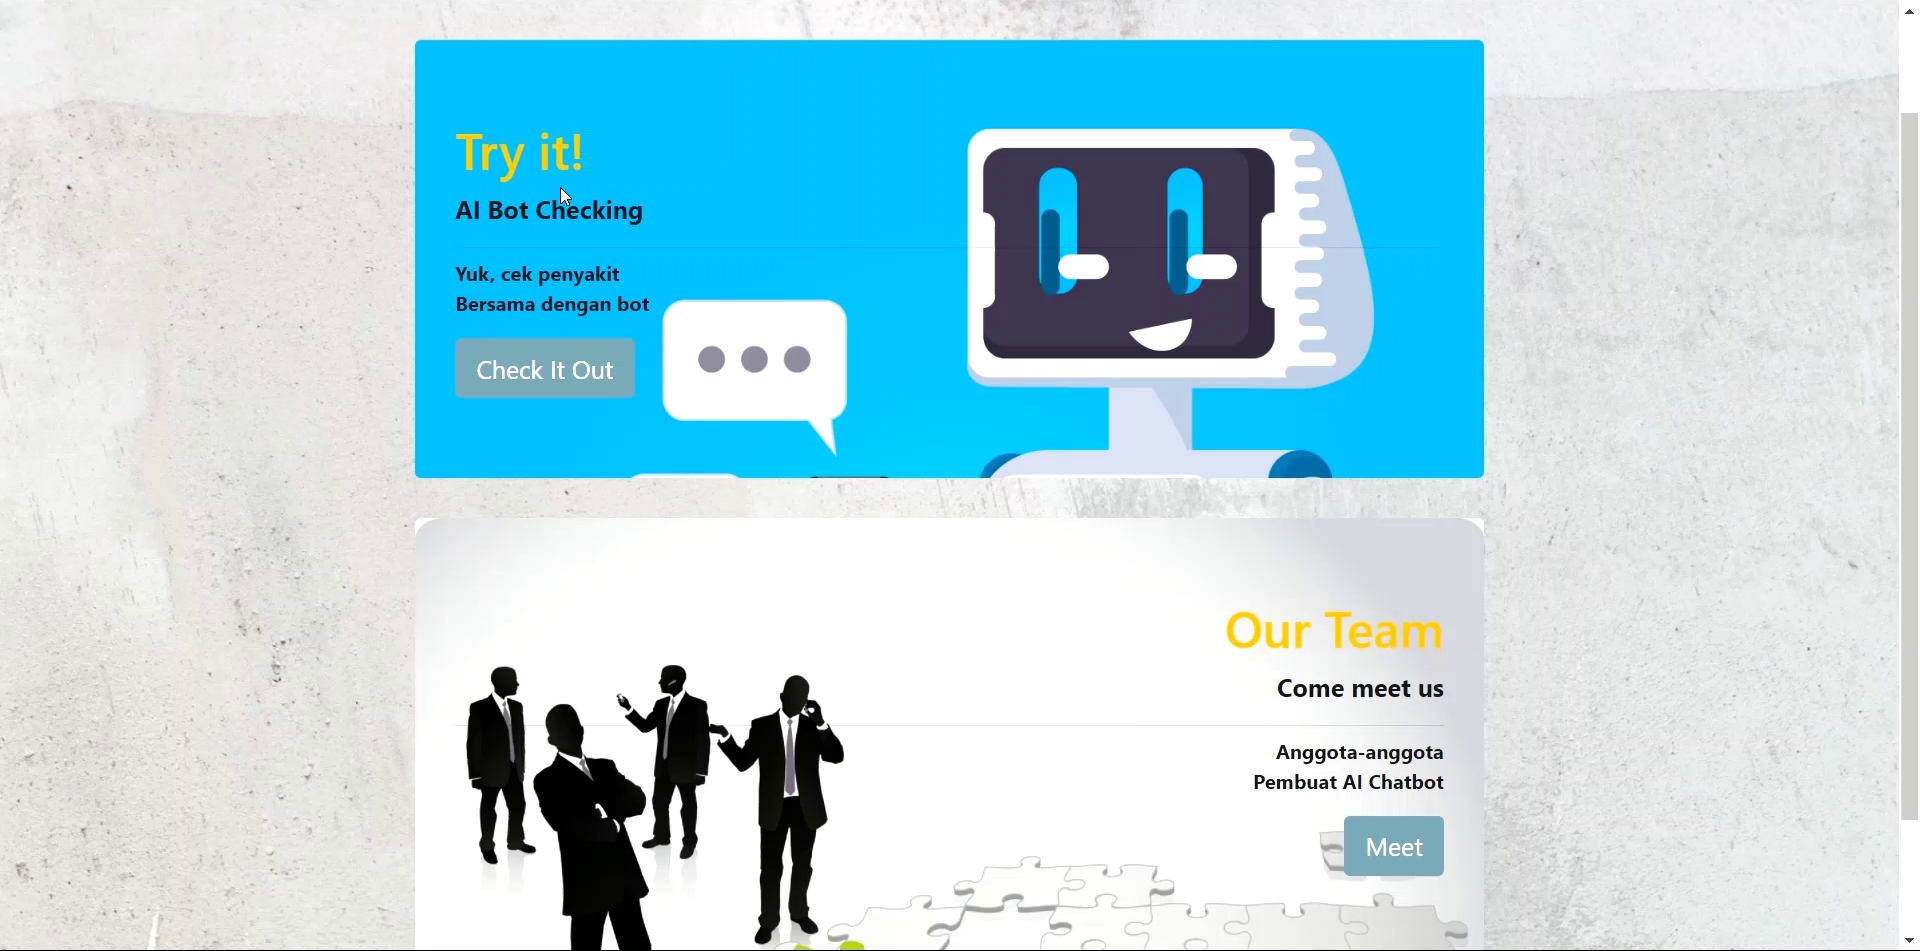 Try it!
AI Bot Checking
Yuk, cek penyakit
Bersama dengan bot
Check It Out
Our Team
Come meet us
Anggota-anggota
Pembuat AI Chatbot
Meet